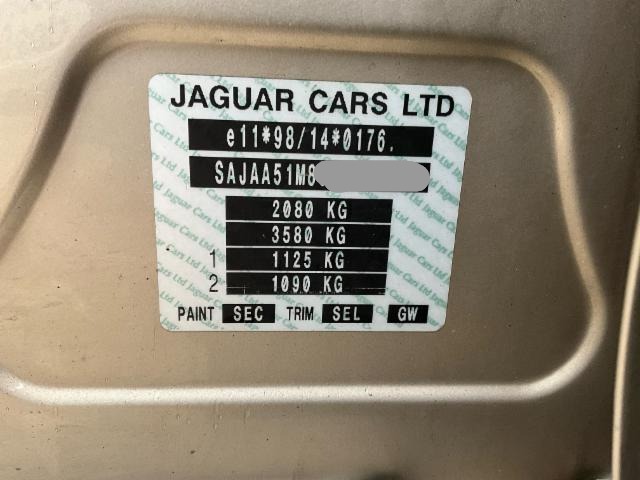 JAGUAR CARS LTD
e11*98/14*0176.
SAJAA51M8
2080 KG
3580 KG
1 1125 KG
2 1090 KG
PAINT SEC TRIM SEL GW